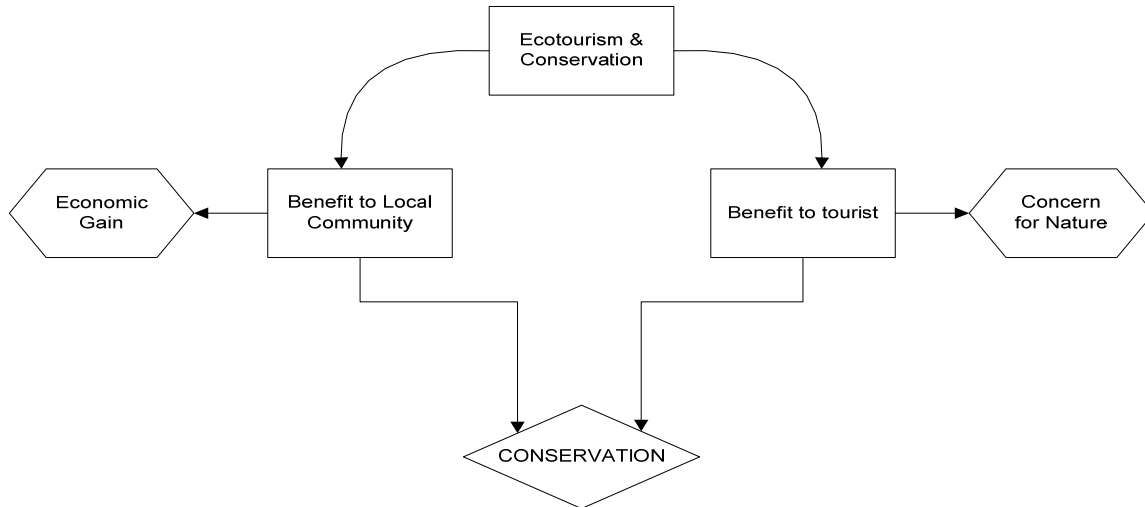 Ecotourism &
Conservation
Economic
Gain
Benefit to Local
Community
Benefit to tourist
Concern
for Nature
CONSERVATION